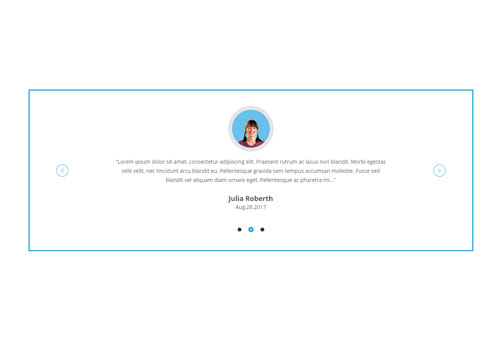 "Lorem ipsum dolor sit amet, consectetur adipiscing elit. Praesent rutrum ac lacus non blandit. Morbi egestas
velit velit, nec tincidunt arcu blandit eu. Pellentesque gravida sem tempus accumsan molestie. Fusce sed
blandit vel aliquam diam ornare eget. Pellentesque ac pharetra mi..."
Julia Roberth
Aug.28.2017